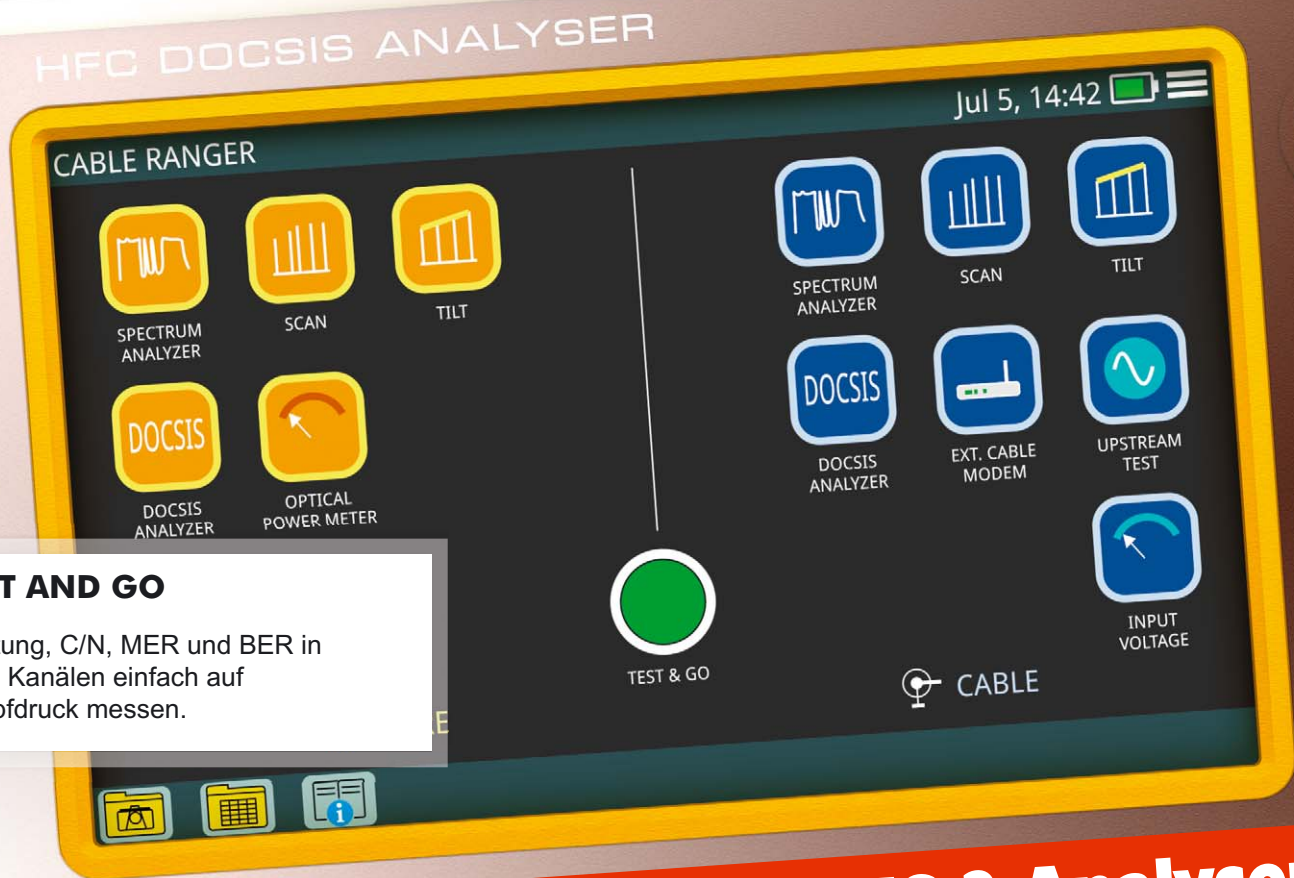 HFC DOCSIS ANALYSER
CABLE RANGER
Jul 5, 14:42
SPECTRUM
ANALYZER
SCAN
TILT
DOCSIS
DOCSIS
ANALYZER
OPTICAL
POWER METER
SPECTRUM
ANALYZER
SCAN
TILT
DOCSIS
DOCSIS
ANALYZER
EXT. CABLE
MODEM
UPSTREAM
TEST
INPUT
VOLTAGE
TEST & GO
CABLE
AND GO
C/N, MER und BER in
Kanälen einfach auf
messen.
Analyser